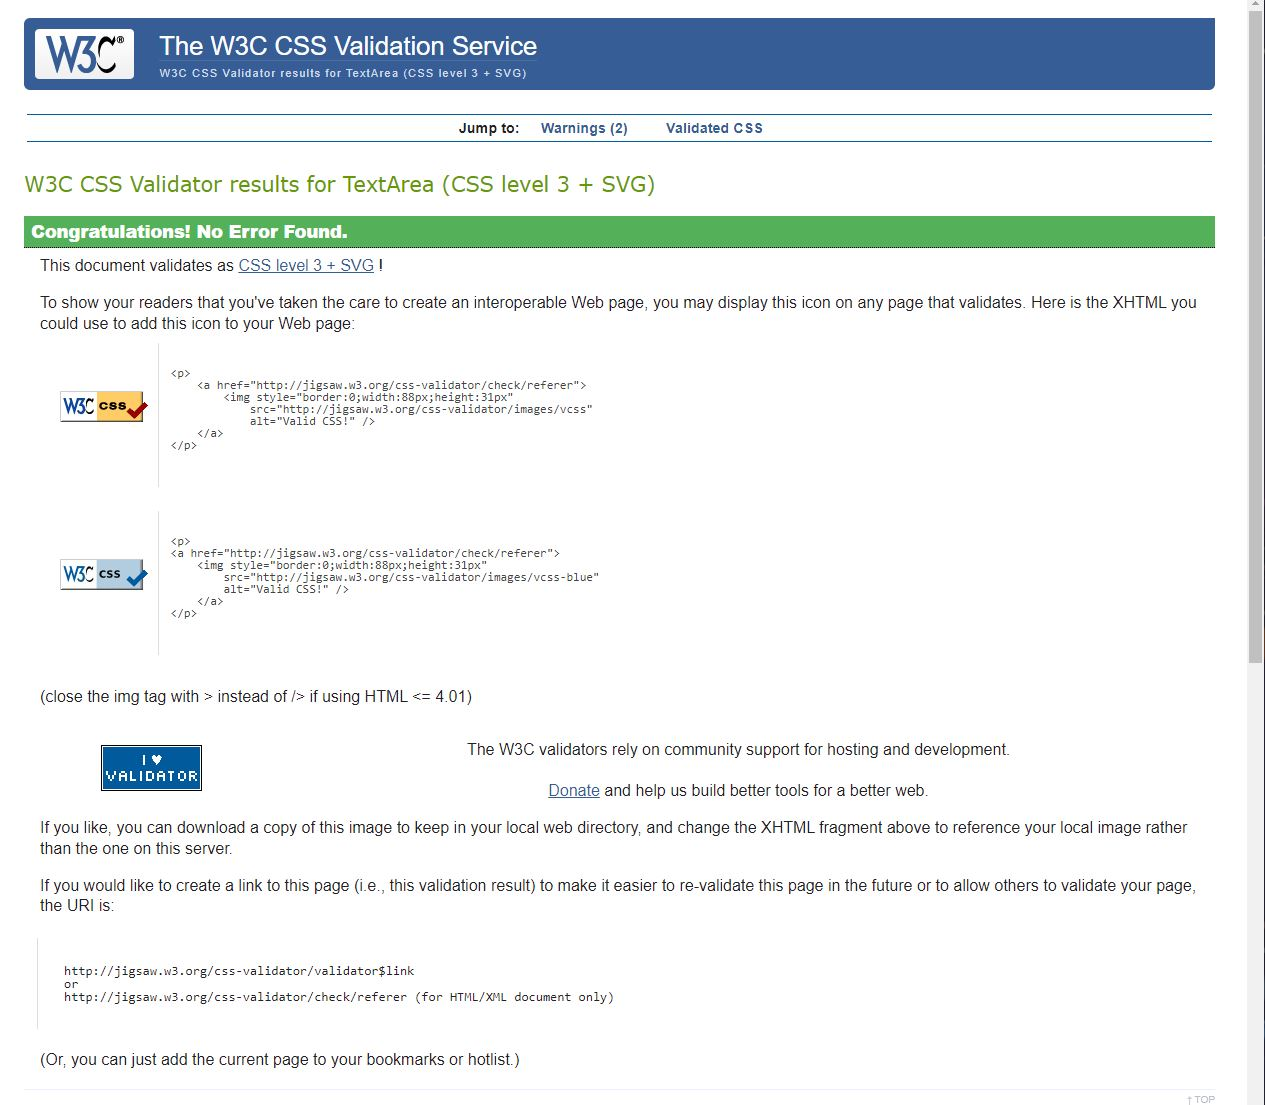 W3C®
The W3C CSS Validation Service
W3C CSS Validator results for TextArea (CSS level 3 + SVG)
Jump to: Warnings (2) Validated CSS
W3C CSS Validator results for TextArea (CSS level 3 + SVG)
Congratulations! No Error Found.
This document validates as CSS level 3 + SVG !
To show your readers that you've taken the care to create an interoperable Web page, you may display this icon on any page that validates. Here is the XHTML you
could use to add this icon to your Web page:
W3C css
<p>
    <a href="http://jigsaw.w3.org/css-validator/check/referer">
        <img style="border:0;width:88px;height:31px"
            src="http://jigsaw.w3.org/css-validator/images/vcss"
            alt="Valid CSS!" />
    </a>
</p>
W3C css
<p>
<a href="http://jigsaw.w3.org/css-validator/check/referer">
    <img style="border:0;width:88px;height:31px"
        src="http://jigsaw.w3.org/css-validator/images/vcss-blue"
        alt="Valid CSS!" />
    </a>
</p>
(close the img tag with > instead of /> if using HTML <= 4.01)
I ♥
VALIDATOR
The W3C validators rely on community support for hosting and development.
Donate and help us build better tools for a better web.
If you like, you can download a copy of this image to keep in your local web directory, and change the XHTML fragment above to reference your local image rather
than the one on this server.
If you would like to create a link to this page (i.e., this validation result) to make it easier to re-validate this page in the future or to allow others to validate your page,
the URI is:
http://jigsaw.w3.org/css-validator/validator$link
or
http://jigsaw.w3.org/css-validator/check/referer (for HTML/XML document only)
(Or, you can just add the current page to your bookmarks or hotlist.)
↑ TOP